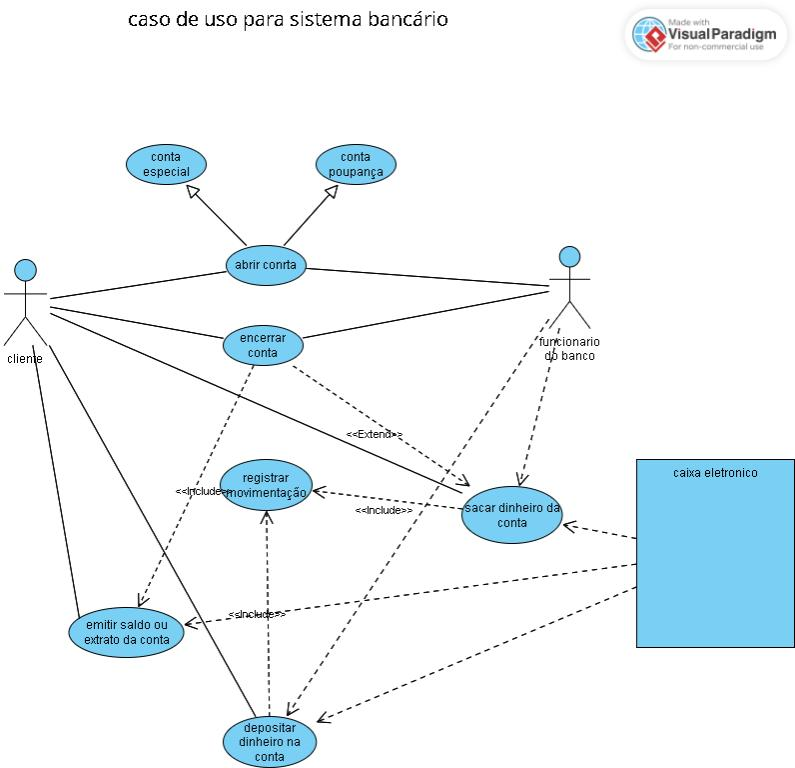 caso de uso para sistema bancário
Made with
VisualParadigm
For non-commercial use
conta
especial
conta
poupança
abrir conrta
encerrar
conta
cliente
funcionario
do banco
<<Extend>>
caixa eletronico
registrar
movimentação
<<Include>>
sacar dinheiro da
conta
<<Include>>
emitir saldo ou
extrato da conta
<<Include>>
depositar
dinheiro na
conta